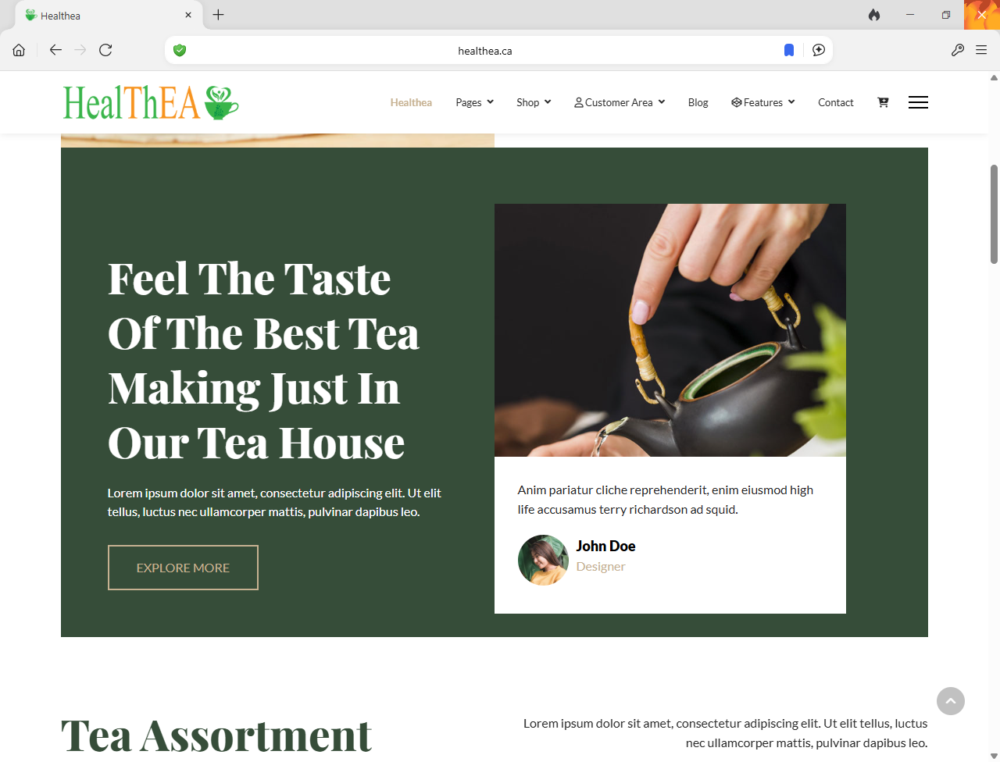 Healthea
healthea.ca
HealThEA
Healthea
Pages
Shop
Customer Area
Blog
Features
Contact
Feel The Taste
Of The Best Tea
Making Just In
Our Tea House
Lorem ipsum dolor sit amet, consectetur adipiscing elit. Ut elit
tellus, luctus nec ullamcorper mattis, pulvinar dapibus leo.
EXPLORE MORE
Anim pariatur cliche reprehenderit, enim eiusmod high
life accusamus terry richardson ad squid.
John Doe
Designer
Tea Assortment
Lorem ipsum dolor sit amet, consectetur adipiscing elit. Ut elit tellus, luctus
nec ullamcorper mattis, pulvinar dapibus leo.